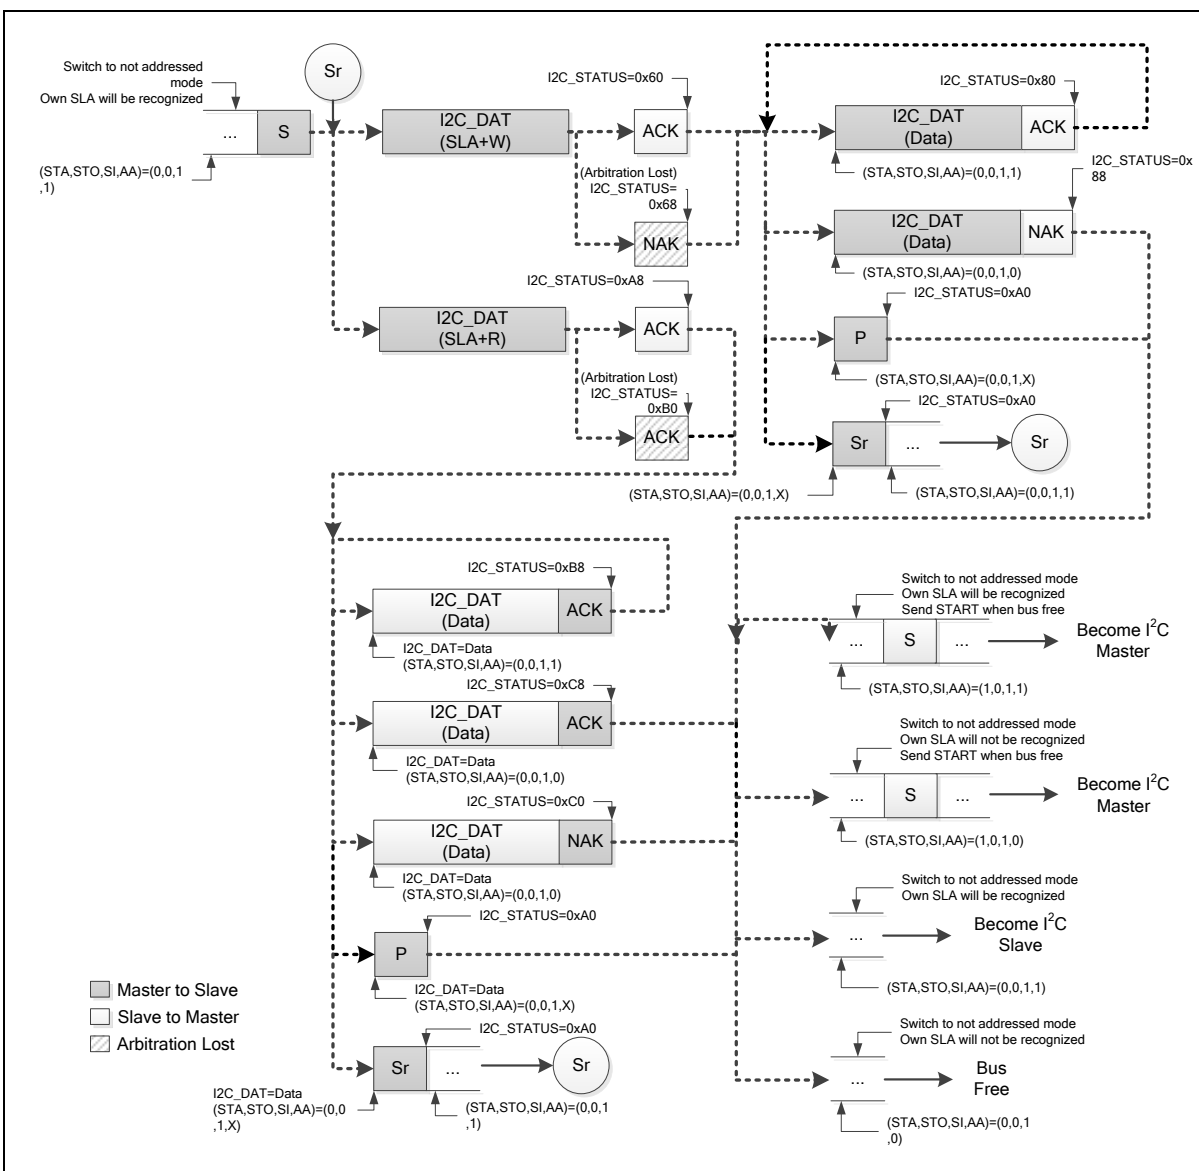 Switch to not addressed
mode
Own SLA will be recognized
...
S
(STA,STO,SI,AA)=(0,0,1
,1)
Sr
I2C_DAT
(SLA+W)
I2C_STATUS=0x60
ACK
(Arbitration Lost)
I2C_STATUS=
0x68
NAK
I2C_DAT
(SLA+R)
I2C_STATUS=0xA8
ACK
(Arbitration Lost)
I2C_STATUS=
0xB0
ACK
I2C_STATUS=0x80
I2C_DAT
(Data)
ACK
(STA,STO,SI,AA)=(0,0,1,1)
I2C_STATUS=0x
88
I2C_DAT
(Data)
NAK
(STA,STO,SI,AA)=(0,0,1,0)
I2C_STATUS=0xA0
P
(STA,STO,SI,AA)=(0,0,1,X)
I2C_STATUS=0xA0
Sr
...
Sr
(STA,STO,SI,AA)=(0,0,1,X)
(STA,STO,SI,AA)=(0,0,1,1)
I2C_STATUS=0xB8
I2C_DAT
(Data)
ACK
I2C_DAT=Data
(STA,STO,SI,AA)=(0,0,1,1)
I2C_STATUS=0xC8
I2C_DAT
(Data)
ACK
I2C_DAT=Data
(STA,STO,SI,AA)=(0,0,1,0)
I2C_STATUS=0xC0
I2C_DAT
(Data)
NAK
I2C_DAT=Data
(STA,STO,SI,AA)=(0,0,1,0)
I2C_STATUS=0xA0
P
I2C_DAT=Data
(STA,STO,SI,AA)=(0,0,1,X)
I2C_STATUS=0xA0
Sr
...
Sr
I2C_DAT=Data
(STA,STO,SI,AA)=(0,0
,1,X)
(STA,STO,SI,AA)=(0,0,1
,1)
Switch to not addressed mode
Own SLA will be recognized
Send START when bus free
...
S
...
Become I²C
Master
(STA,STO,SI,AA)=(1,0,1,1)
Switch to not addressed mode
Own SLA will not be recognized
Send START when bus free
...
S
...
Become I²C
Master
(STA,STO,SI,AA)=(1,0,1,0)
Switch to not addressed mode
Own SLA will be recognized
...
Become I²C
Slave
(STA,STO,SI,AA)=(0,0,1,1)
Switch to not addressed mode
Own SLA will not be recognized
...
Bus
Free
(STA,STO,SI,AA)=(0,0,1
,0)
Master to Slave
Slave to Master
Arbitration Lost